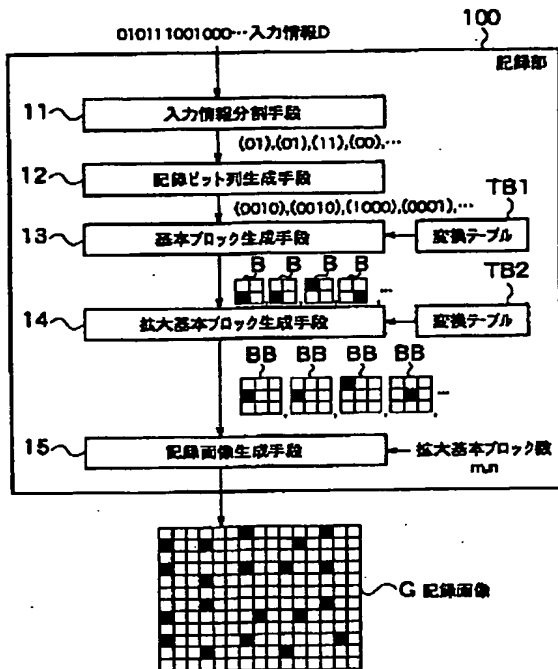 010111001000…入力情報D
100
記録部
11
入力情報分割手段
(01),(01),(11),(00),…
12
記録ビット列生成手段
(0010),(0010),(1000),(0001),…
TB1
13
基本ブロック生成手段
変換テーブル
B B B B
TB2
14
拡大基本ブロック生成手段
変換テーブル
BB BB BB BB
15
記録画像生成手段
拡大基本ブロック数
m,n
G 記録画像